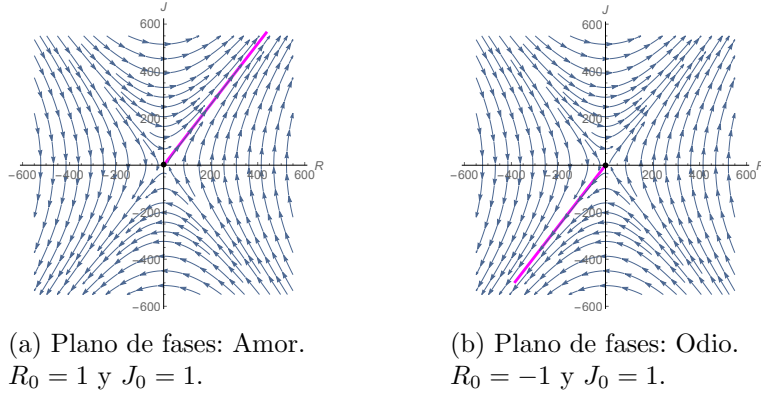 J
600
400
200
-600 -400 -200 200 400 600 R
-200
-400
-600
(a) Plano de fases: Amor.
R₀ = 1 y J₀ = 1.
J
600
400
200
-600 -400 -200 200 400 600 R
-200
-400
-600
(b) Plano de fases: Odio.
R₀ = −1 y J₀ = 1.